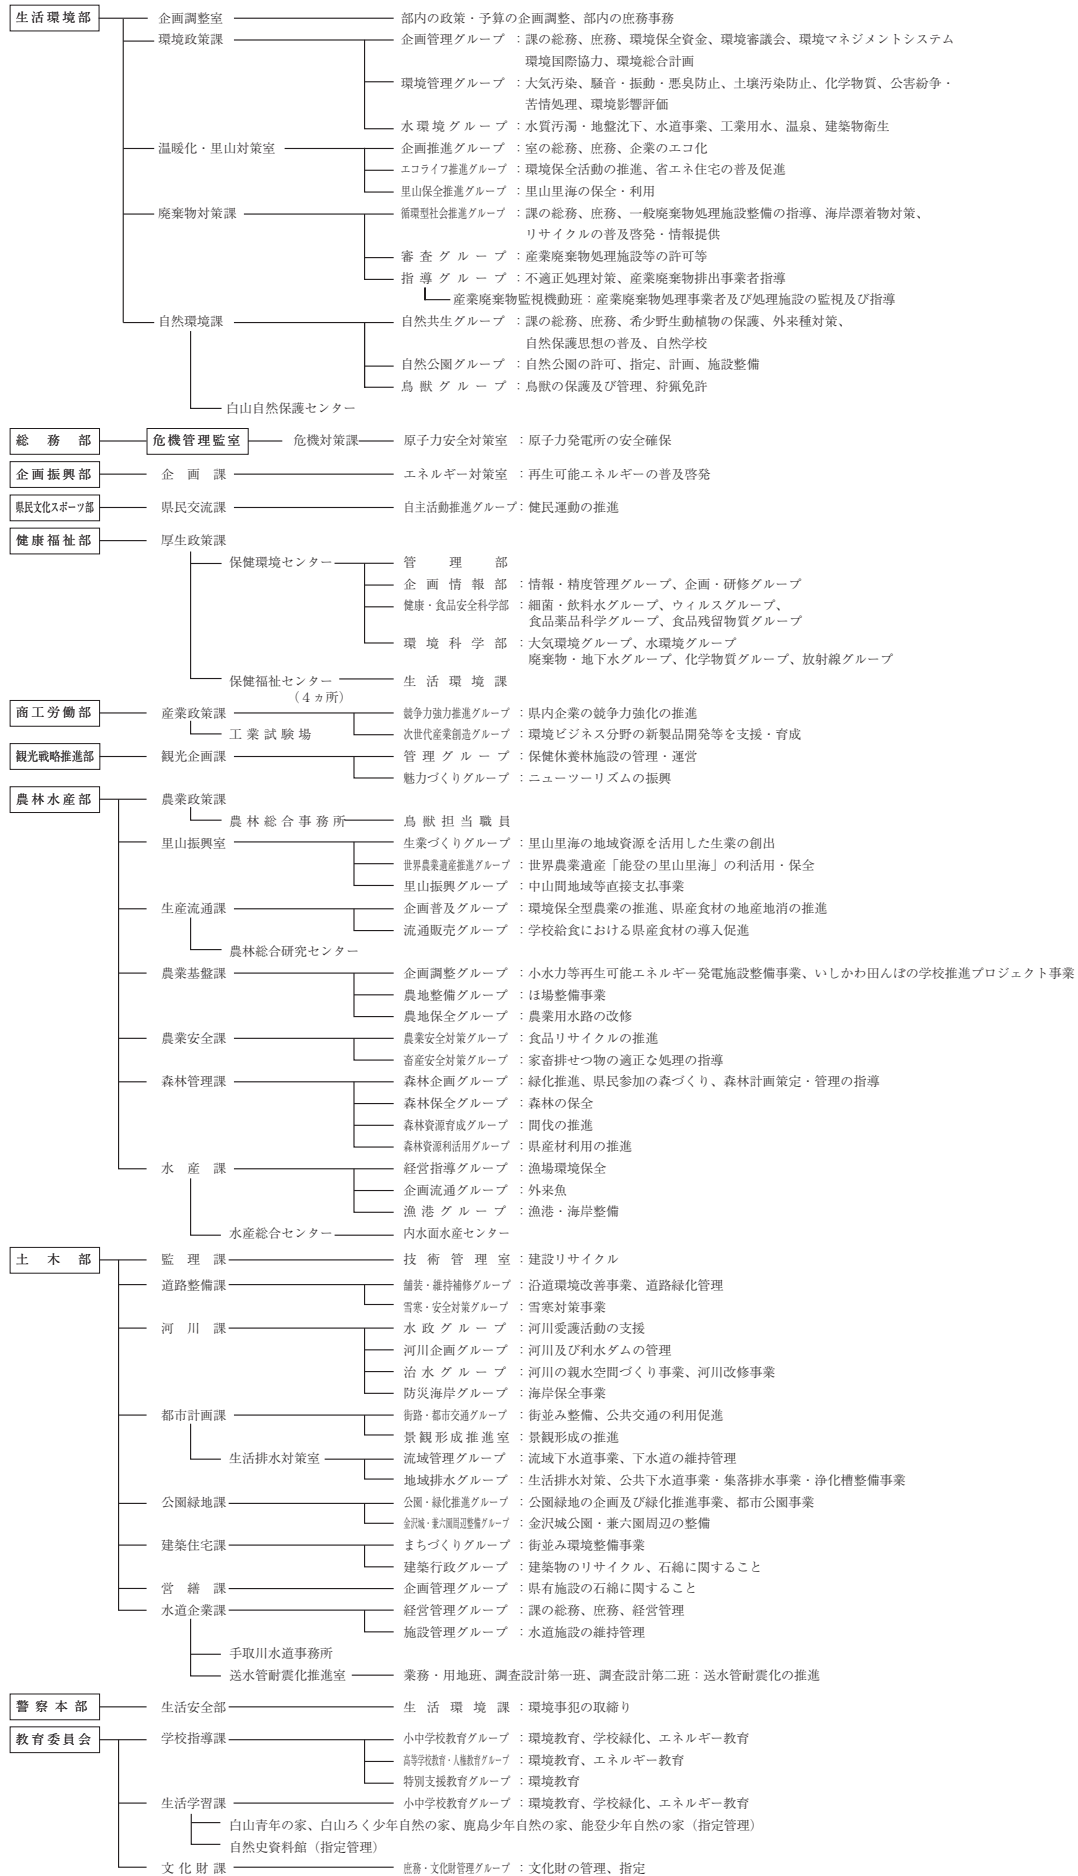 生活環境部 企画調整室 部内の政策・予算の企画調整、部内の庶務事務
環境政策課 企画管理グループ：課の総務、庶務、環境保全資金、環境審議会、環境マネジメントシステム
環境国際協力、環境総合計画
環境管理グループ：大気汚染、騒音・振動・悪臭防止、土壌汚染防止、化学物質、公害紛争・
苦情処理、環境影響評価
水環境グループ：水質汚濁・地盤沈下、水道事業、工業用水、温泉、建築物衛生
温暖化・里山対策室 企画推進グループ：室の総務、庶務、企業のエコ化
エコライフ推進グループ：環境保全活動の推進、省エネ住宅の普及促進
里山保全推進グループ：里山里海の保全・利用
廃棄物対策課 循環型社会推進グループ：課の総務、庶務、一般廃棄物処理施設整備の指導、海岸漂着物対策、
リサイクルの普及啓発・情報提供
審査グループ：産業廃棄物処理施設等の許可等
指導グループ：不適正処理対策、産業廃棄物排出事業者指導
産業廃棄物監視機動班：産業廃棄物処理事業者及び処理施設の監視及び指導
自然環境課 自然共生グループ：課の総務、庶務、希少野生動植物の保護、外来種対策、
自然保護思想の普及、自然学校
自然公園グループ：自然公園の許可、指定、計画、施設整備
鳥獣グループ：鳥獣の保護及び管理、狩猟免許
白山自然保護センター
総務部 危機管理監室 危機対策課 原子力安全対策室：原子力発電所の安全確保
企画振興部 企画課 エネルギー対策室：再生可能エネルギーの普及啓発
県民文化スポーツ部 県民交流課 自主活動推進グループ：健民運動の推進
健康福祉部 厚生政策課
保健環境センター 管理部
企画情報部：情報・精度管理グループ、企画・研修グループ
健康・食品安全科学部：細菌・飲料水グループ、ウィルスグループ、
食品薬品科学グループ、食品残留物質グループ
環境科学部：大気環境グループ、水環境グループ
廃棄物・地下水グループ、化学物質グループ、放射線グループ
保健福祉センター 生活環境課
（４ヵ所）
商工労働部 産業政策課 競争力強力推進グループ：県内企業の競争力強化の推進
工業試験場 次世代産業創造グループ：環境ビジネス分野の新製品開発等を支援・育成
観光戦略推進部 観光企画課 管理グループ：保健休養林施設の管理・運営
魅力づくりグループ：ニューツーリズムの振興
農林水産部 農業政策課
農林総合事務所 鳥獣担当職員
里山振興室 生業づくりグループ：里山里海の地域資源を活用した生業の創出
世界農業遺産推進グループ：世界農業遺産「能登の里山里海」の利活用・保全
里山振興グループ：中山間地域等直接支払事業
生産流通課 企画普及グループ：環境保全型農業の推進、県産食材の地産地消の推進
流通販売グループ：学校給食における県産食材の導入促進
農林総合研究センター
農業基盤課 企画調整グループ：小水力等再生可能エネルギー発電施設整備事業、いしかわ田んぼの学校推進プロジェクト事業
農地整備グループ：ほ場整備事業
農地保全グループ：農業用水路の改修
農業安全課 農業安全対策グループ：食品リサイクルの推進
畜産安全対策グループ：家畜排せつ物の適正な処理の指導
森林管理課 森林企画グループ：緑化推進、県民参加の森づくり、森林計画策定・管理の指導
森林保全グループ：森林の保全
森林資源育成グループ：間伐の推進
森林資源利活用グループ：県産材利用の推進
水産課 経営指導グループ：漁場環境保全
企画流通グループ：外来魚
漁港グループ：漁港・海岸整備
水産総合センター 内水面水産センター
土木部 監理課 技術管理室：建設リサイクル
道路整備課 舗装・維持補修グループ：沿道環境改善事業、道路緑化管理
雪寒・安全対策グループ：雪寒対策事業
河川課 水政グループ：河川愛護活動の支援
河川企画グループ：河川及び利水ダムの管理
治水グループ：河川の親水空間づくり事業、河川改修事業
防災海岸グループ：海岸保全事業
都市計画課 街路・都市交通グループ：街並み整備、公共交通の利用促進
景観形成推進室：景観形成の推進
生活排水対策室 流域管理グループ：流域下水道事業、下水道の維持管理
地域排水グループ：生活排水対策、公共下水道事業・集落排水事業・浄化槽整備事業
公園緑地課 公園・緑化推進グループ：公園緑地の企画及び緑化推進事業、都市公園事業
金沢城・兼六園周辺整備グループ：金沢城公園・兼六園周辺の整備
建築住宅課 まちづくりグループ：街並み環境整備事業
建築行政グループ：建築物のリサイクル、石綿に関すること
営繕課 企画管理グループ：県有施設の石綿に関すること
水道企業課 経営管理グループ：課の総務、庶務、経営管理
施設管理グループ：水道施設の維持管理
手取川水道事務所
送水管耐震化推進室 業務・用地班、調査設計第一班、調査設計第二班：送水管耐震化の推進
警察本部 生活安全部 生活環境課：環境事犯の取締り
教育委員会 学校指導課 小中学校教育グループ：環境教育、学校緑化、エネルギー教育
高等学校教育・人権教育グループ：環境教育、エネルギー教育
特別支援教育グループ：環境教育
生活学習課 小中学校教育グループ：環境教育、学校緑化、エネルギー教育
白山青年の家、白山ろく少年自然の家、鹿島少年自然の家、能登少年自然の家（指定管理）
自然史資料館（指定管理）
文化財課 庶務・文化財管理グループ：文化財の管理、指定